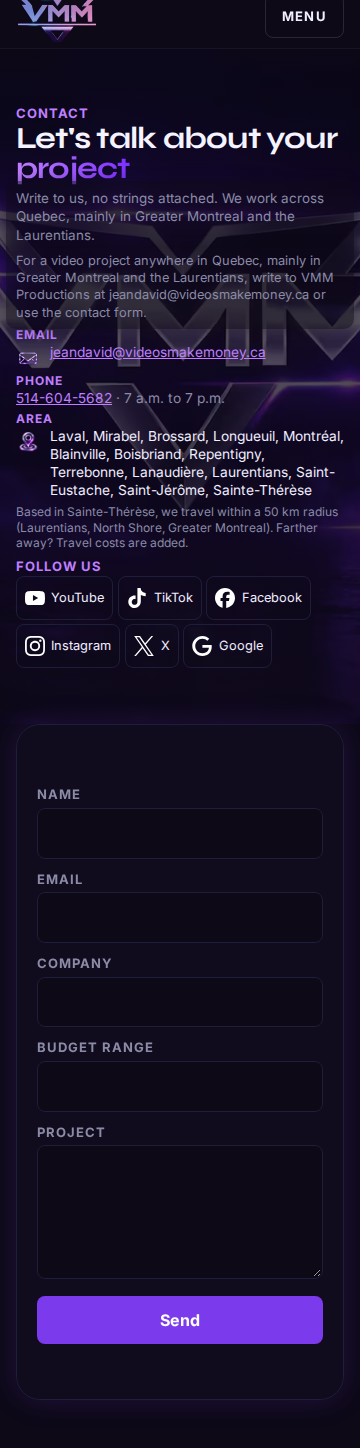 VMM
MENU
CONTACT
Let's talk about your
project
Write to us, no strings attached. We work across
Quebec, mainly in Greater Montreal and the
Laurentians.
For a video project anywhere in Quebec, mainly in
Greater Montreal and the Laurentians, write to VMM
Productions at jeandavid@videosmakemoney.ca or
use the contact form.
EMAIL
jeandavid@videosmakemoney.ca
PHONE
514-604-5682 · 7 a.m. to 7 p.m.
AREA
Laval, Mirabel, Brossard, Longueuil, Montréal,
Blainville, Boisbriand, Repentigny,
Terrebonne, Lanaudière, Laurentians, Saint-
Eustache, Saint-Jérôme, Sainte-Thérèse
Based in Sainte-Thérèse, we travel within a 50 km radius
(Laurentides, North Shore, Greater Montreal). Farther
away? Travel costs are added.
FOLLOW US
YouTube
TikTok
Facebook
Instagram
X
Google
NAME
EMAIL
COMPANY
BUDGET RANGE
PROJECT
Send